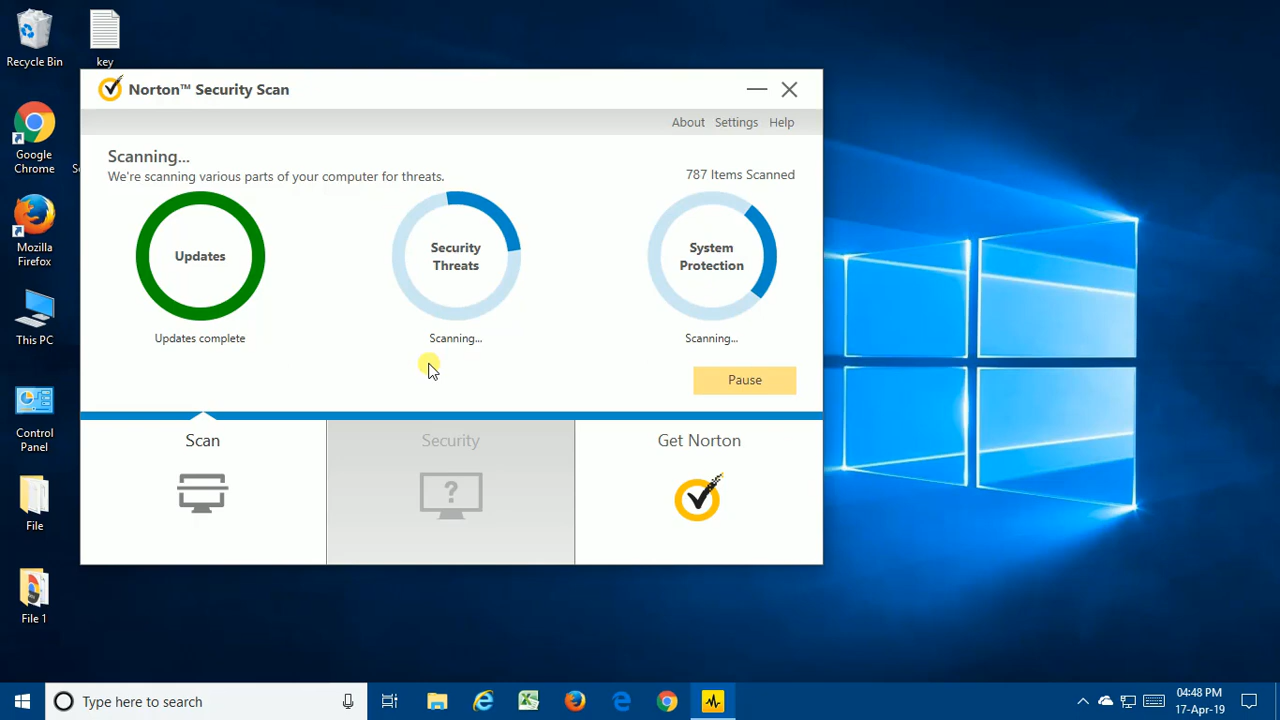 Recycle Bin
key
Google
Chrome
Mozilla
Firefox
This PC
Control
Panel
File
File 1
Norton™ Security Scan
About Settings Help
Scanning...
We're scanning various parts of your computer for threats.
787 Items Scanned
Updates
Security
Threats
System
Protection
Updates complete
Scanning...
Scanning...
Pause
Scan
Security
?
Get Norton
Type here to search
04:48 PM
17-Apr-19